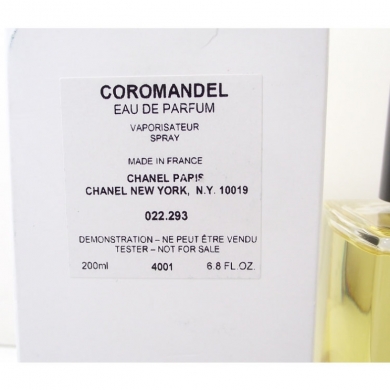 COROMANDEL
EAU DE PARFUM
VAPORISATEUR
SPRAY
MADE IN FRANCE
CHANEL PARIS
CHANEL NEW YORK, N.Y. 10019
022.293
DEMONSTRATION – NE PEUT ÊTRE VENDU
TESTER – NOT FOR SALE
200ml 4001 6.8 FL.OZ.